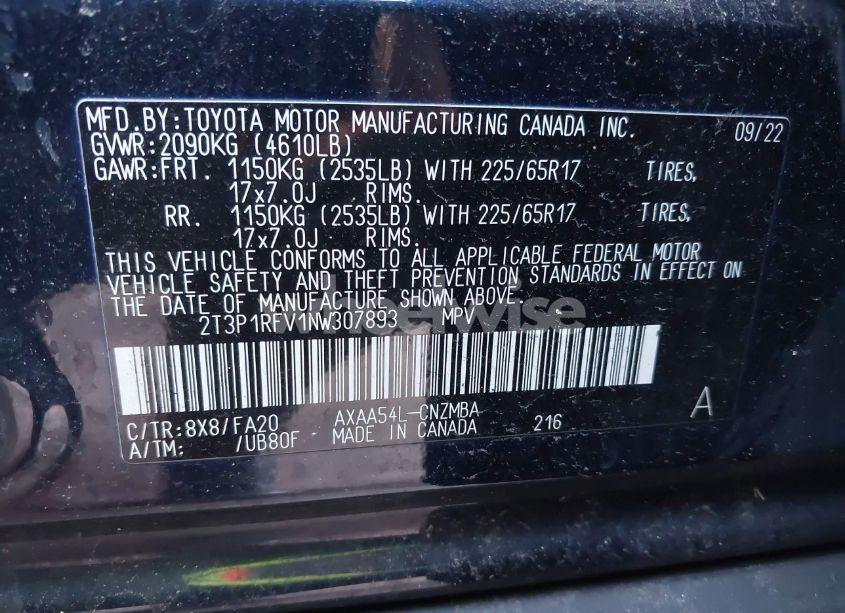 MFD.BY:TOYOTA MOTOR MANUFACTURING CANADA INC. 09/22
GVWR:2090KG (4610LB)
GAWR:FRT. 1150KG (2535LB) WITH 225/65R17 TIRES,
17x7.0J RIMS.
RR. 1150KG (2535LB) WITH 225/65R17 TIRES,
17x7.0J RIMS.
THIS VEHICLE CONFORMS TO ALL APPLICABLE FEDERAL MOTOR
VEHICLE SAFETY AND THEFT PREVENTION STANDARDS IN EFFECT ON
THE DATE OF MANUFACTURE SHOWN ABOVE.
2T3P1RFV1NW307893 MPV
C/TR:8X8/FA20 AXAA54L-CNZMBA 216 A
A/TM: /UB80F MADE IN CANADA